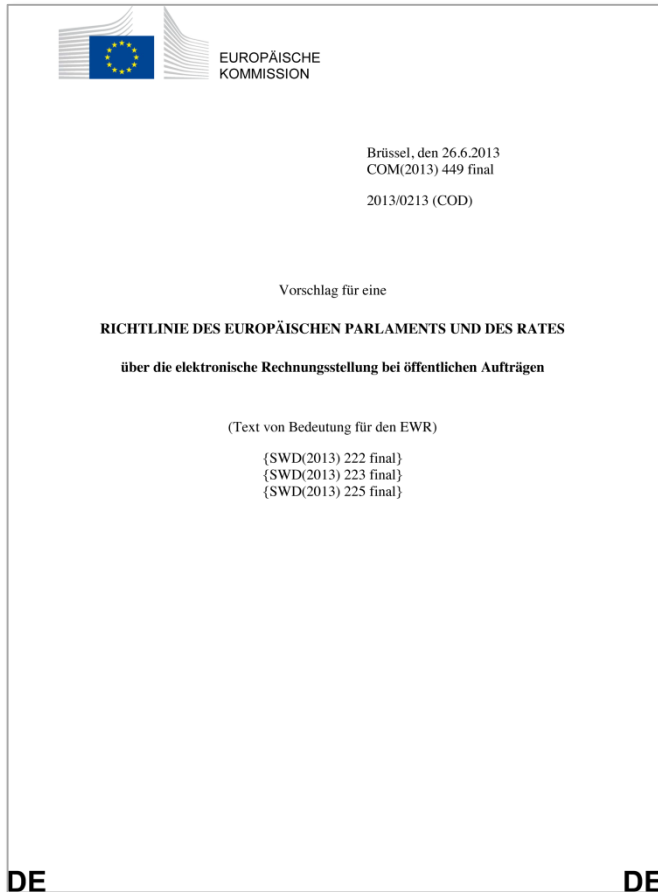 EUROPÄISCHE
KOMMISSION
Brüssel, den 26.6.2013
COM(2013) 449 final
2013/0213 (COD)
Vorschlag für eine
RICHTLINIE DES EUROPÄISCHEN PARLAMENTS UND DES RATES
über die elektronische Rechnungsstellung bei öffentlichen Aufträgen
(Text von Bedeutung für den EWR)
{SWD(2013) 222 final}
{SWD(2013) 223 final}
{SWD(2013) 225 final}
DE DE